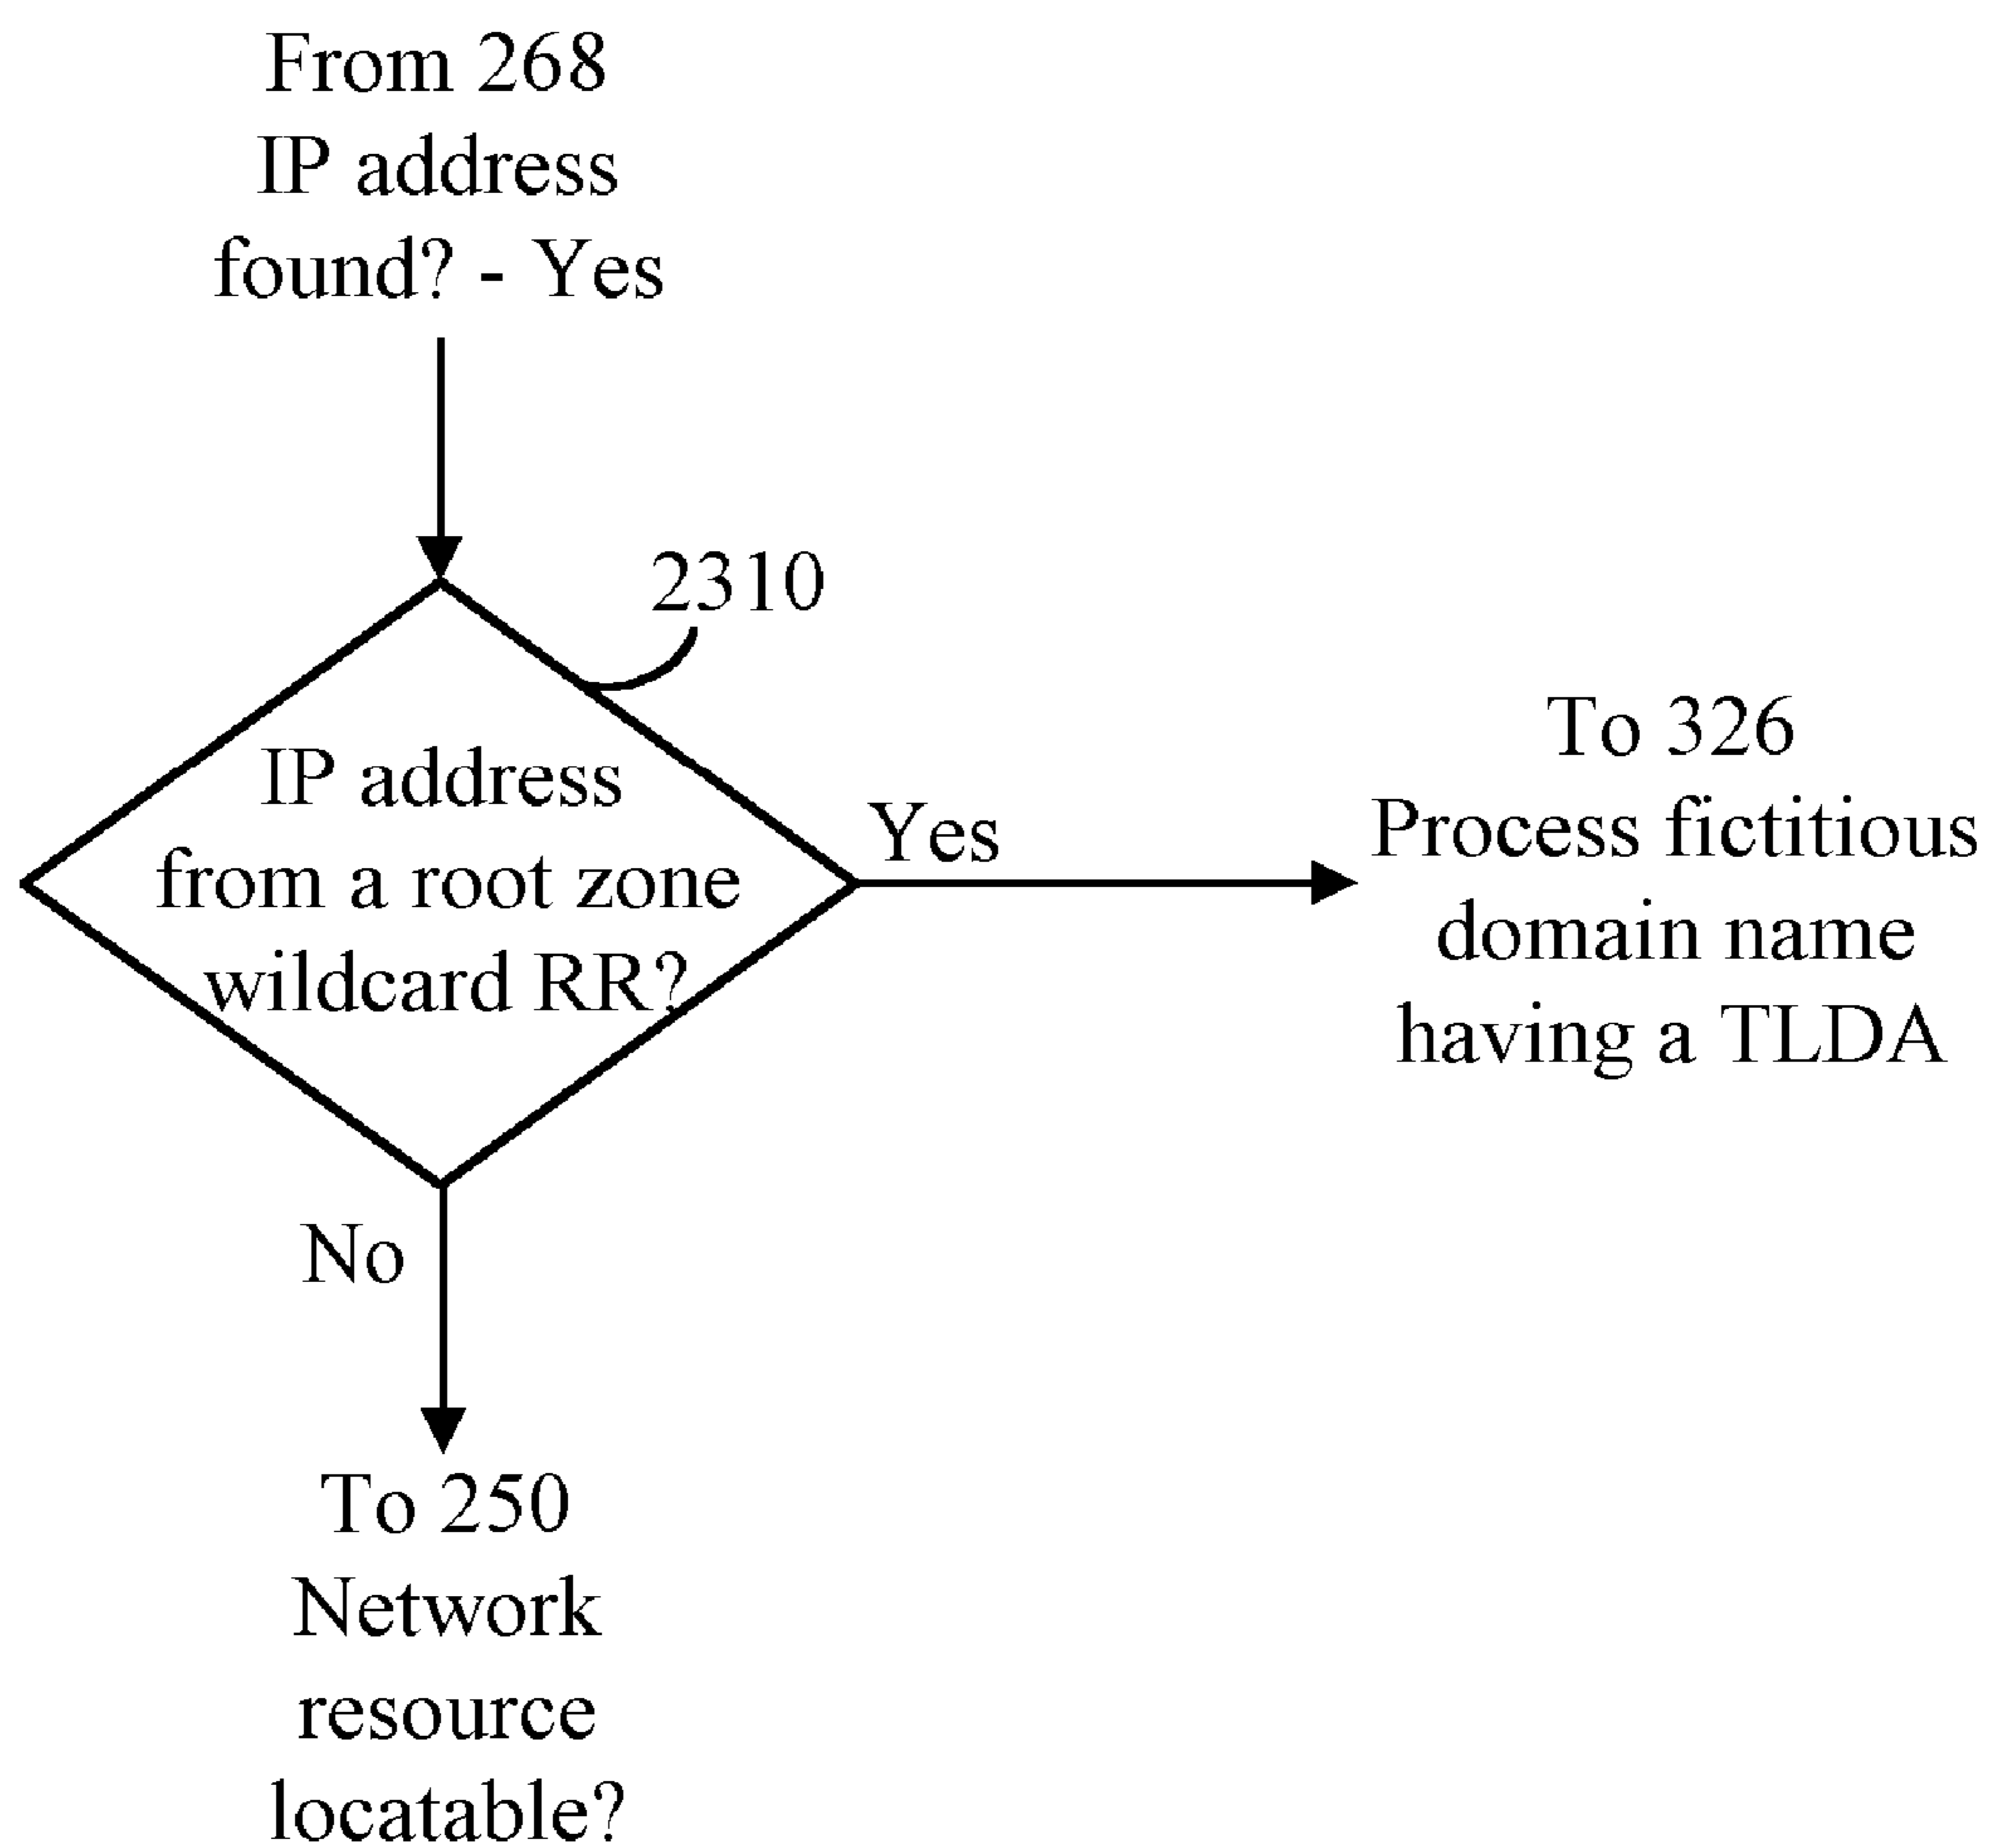 From 268
IP address
found? - Yes
2310
IP address
from a root zone
wildcard RR?
Yes
To 326
Process fictitious
domain name
having a TLDA
No
To 250
Network
resource
locatable?